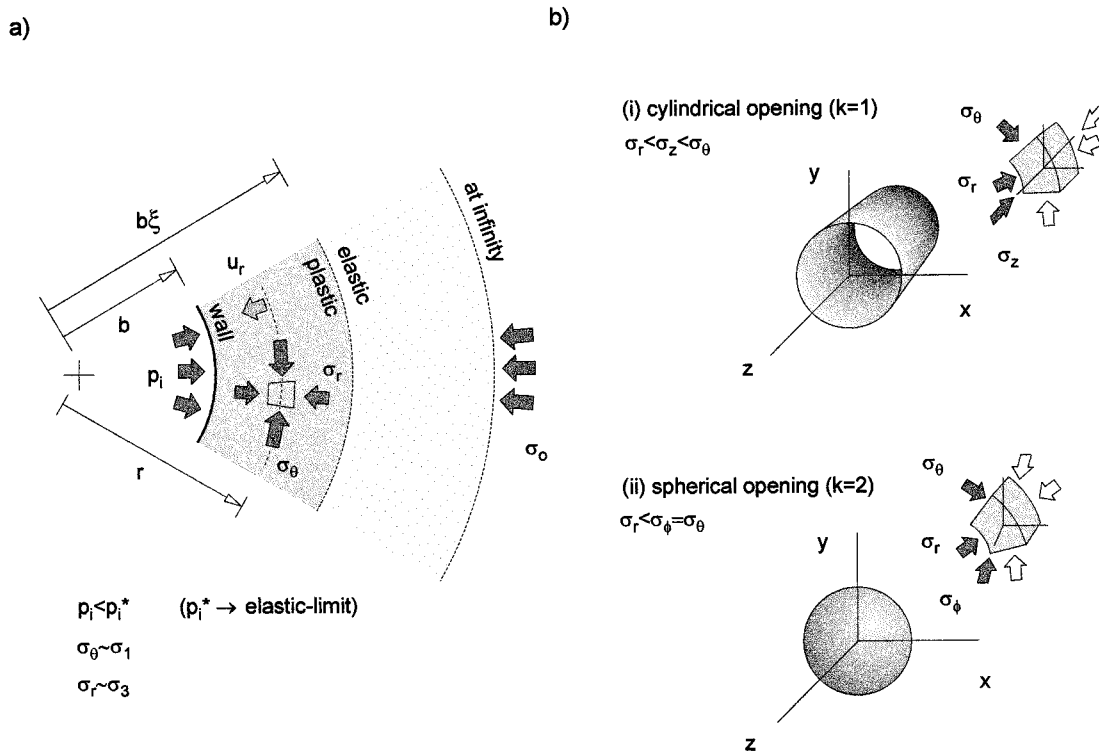 a)
bξ
b
u_r
wall
plastic
elastic
at infinity
p_i
σ_r
σ_θ
r
σ_o
p_i<p_i* (p_i* → elastic-limit)
σ_θ~σ_1
σ_r~σ_3
b)
(i) cylindrical opening (k=1)
σ_r<σ_z<σ_θ
σ_θ
σ_r
σ_z
y
x
z
(ii) spherical opening (k=2)
σ_r<σ_ϕ=σ_θ
σ_θ
σ_r
σ_ϕ
y
x
z